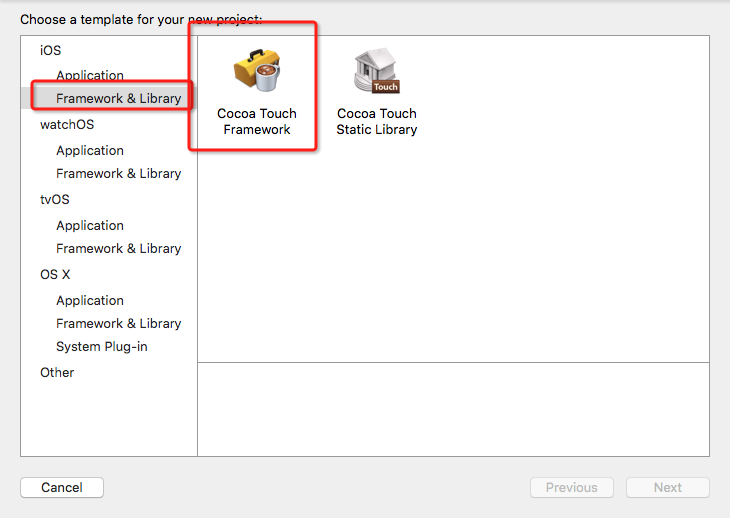 Choose a template for your new project:
iOS
Application
Framework & Library
watchOS
Application
Framework & Library
tvOS
Application
Framework & Library
OS X
Application
Framework & Library
System Plug-in
Other
Cocoa Touch
Framework
Touch
Cocoa Touch
Static Library
Cancel
Previous
Next